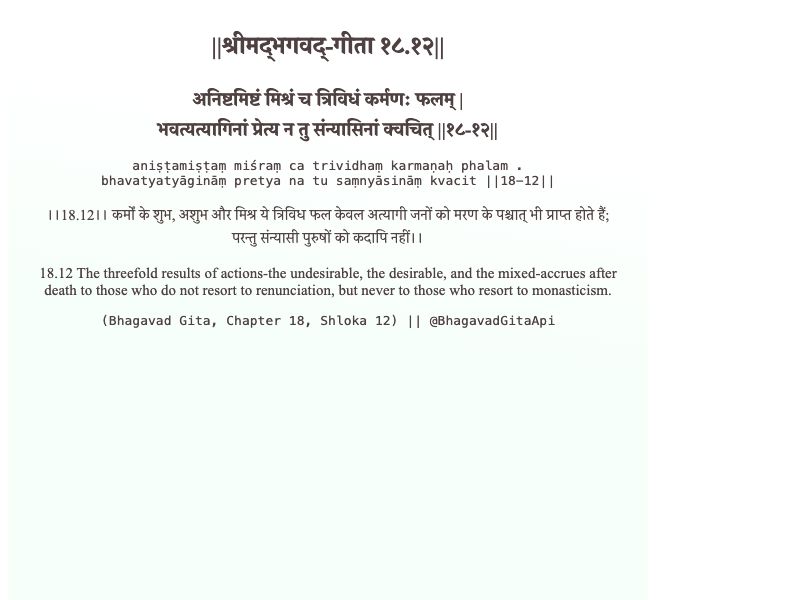 ||श्रीमद्‍भगवद्‍-गीता १८.१२||
अनिष्टमिष्टं मिश्रं च त्रिविधं कर्मणः फलम् |
भवत्यत्यागिनां प्रेत्य न तु संन्यासिनां क्वचित् ||१८-१२||
aniṣṭamiṣṭaṃ miśraṃ ca trividhaṃ karmaṇaḥ phalam .
bhavatyatyāgināṃ pretya na tu saṃnyāsināṃ kvacit ||18-12||
।।18.12।। कर्मों के शुभ, अशुभ और मिश्र ये त्रिविध फल केवल अत्यागी जनों को मरण के पश्चात् भी प्राप्त होते हैं;
परन्तु संन्यासी पुरुषों को कदापि नहीं।।
18.12 The threefold results of actions-the undesirable, the desirable, and the mixed-accrues after
death to those who do not resort to renunciation, but never to those who resort to monasticism.
(Bhagavad Gita, Chapter 18, Shloka 12) || @BhagavadGitaApi